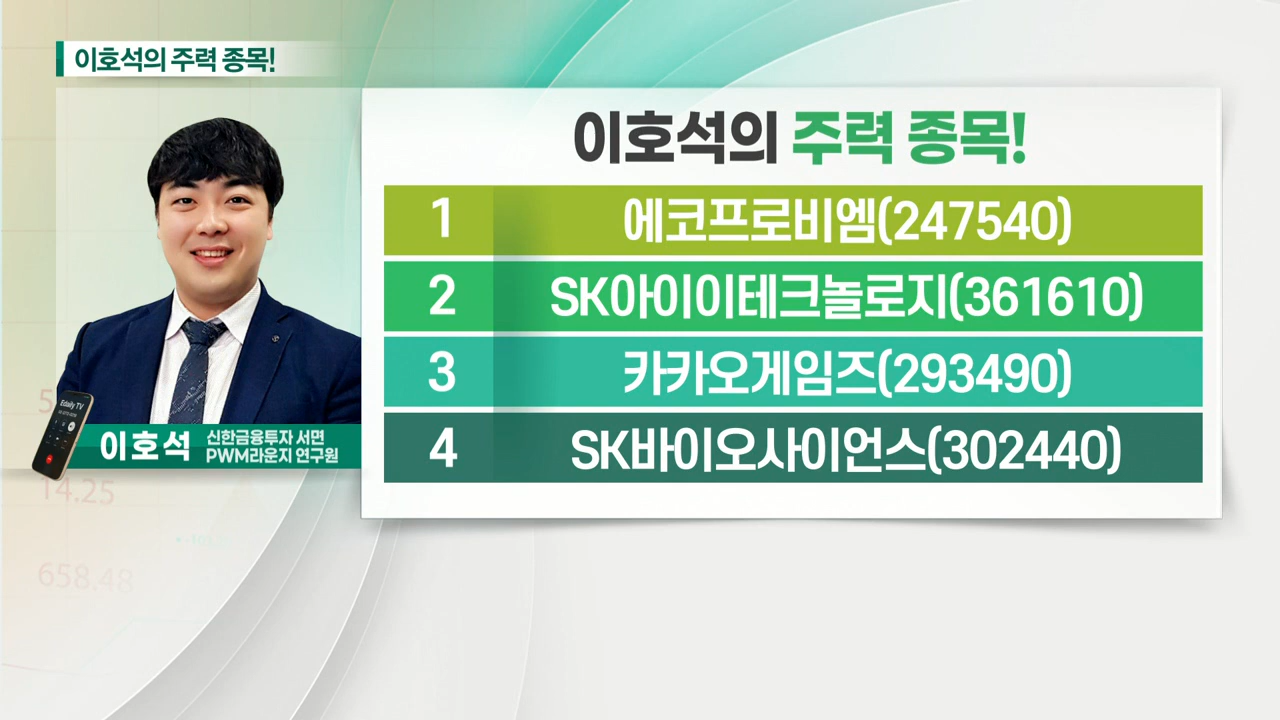 이호석의 주력 종목!
이호석의 주력 종목!
1 에코프로비엠(247540)
2 SK아이이테크놀로지(361610)
3 카카오게임즈(293490)
4 SK바이오사이언스(302440)
Edaily TV
이호석 신한금융투자 서면
PWM라운지 연구원
14.25
658.48